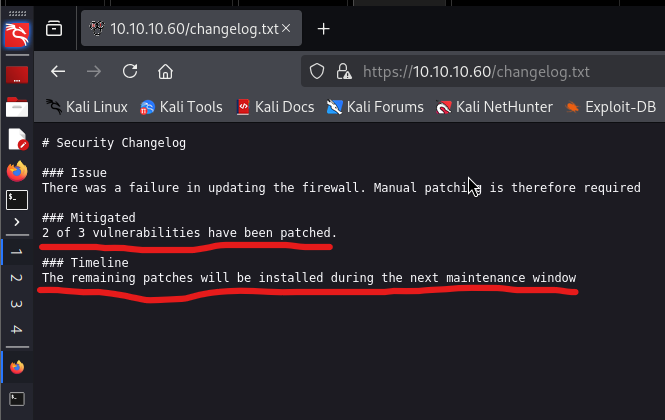 10.10.10.60/changelog.txt
https://10.10.10.60/changelog.txt
Kali Linux Kali Tools Kali Docs Kali Forums Kali NetHunter Exploit-DB
# Security Changelog
### Issue
There was a failure in updating the firewall. Manual patching is therefore required
### Mitigated
2 of 3 vulnerabilities have been patched.
### Timeline
The remaining patches will be installed during the next maintenance window
1
2
3
4